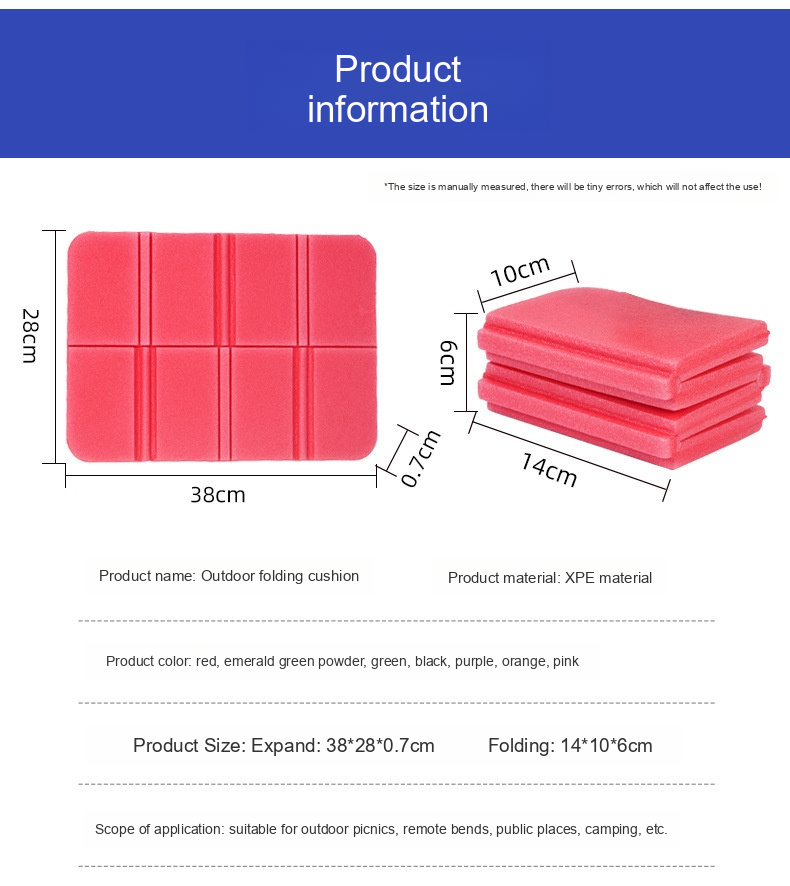 Product
information
*The size is manually measured, there will be tiny errors, which will not affect the use!
28cm
38cm
0.7cm
10cm
6cm
14cm
Product name: Outdoor folding cushion
Product material: XPE material
Product color: red, emerald green powder, green, black, purple, orange, pink
Product Size: Expand: 38*28*0.7cm
Folding: 14*10*6cm
Scope of application: suitable for outdoor picnics, remote bends, public places, camping, etc.